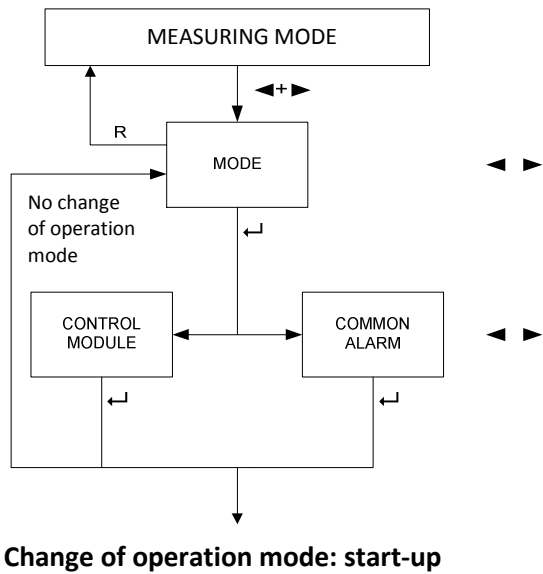 MEASURING MODE
◄+►
R
MODE
◄ ►
No change
of operation
mode
↵
CONTROL
MODULE
COMMON
ALARM
◄ ►
↵
↵
Change of operation mode: start-up